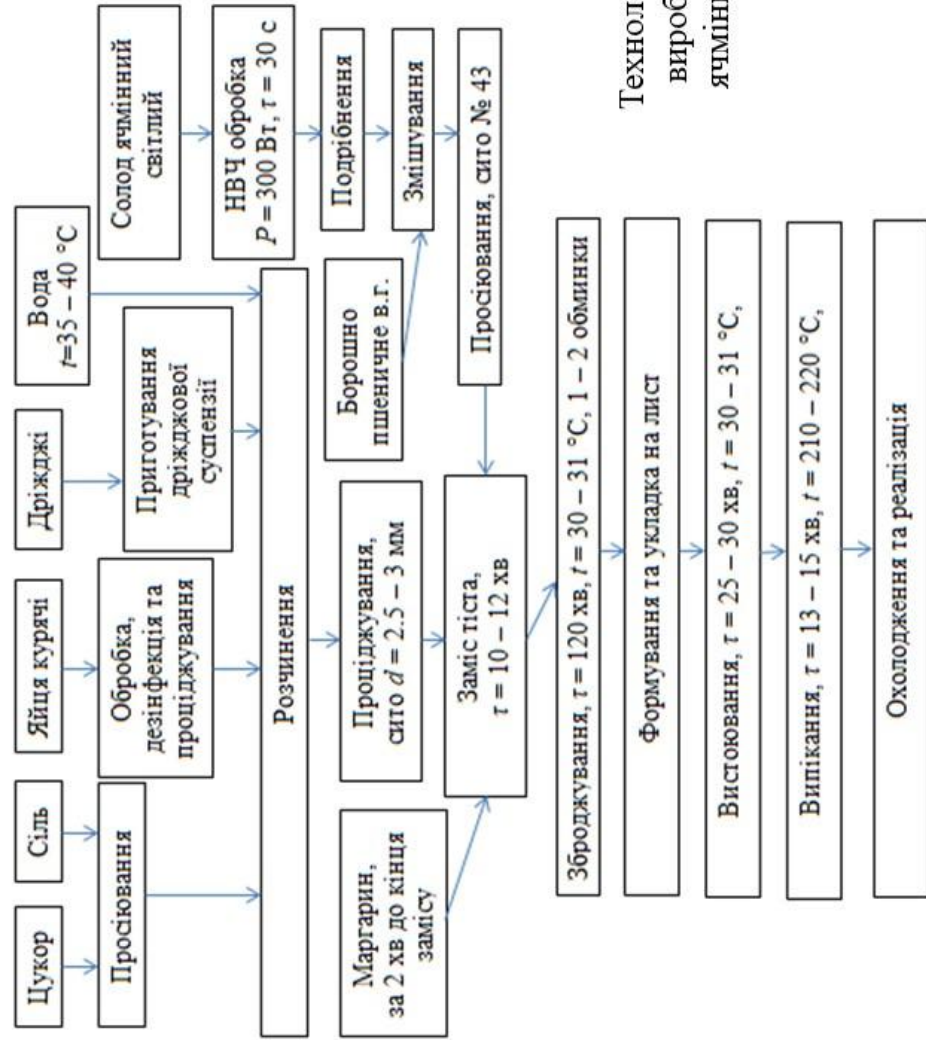 Цукор
Сіль
Яйця курячі
Дріжджі
Вода
t=35 – 40 °C
Солод ячмінний
світлий
Просіювання
Обробка,
дезінфекція та
проціджування
Приготування
дріжджової
суспензії
НВЧ обробка
P = 300 Вт, τ = 30 с
Розчинення
Подрібнення
Маргарин,
за 2 хв до кінця
замісу
Проціджування,
сито d = 2.5 – 3 мм
Борошно
пшеничне в.г.
Змішування
Заміс тіста,
τ = 10 – 12 хв
Просіювання, сито № 43
Зброджування, τ = 120 хв, t = 30 – 31 °C, 1 – 2 обминки
Формування та укладка на лист
Вистоювання, τ = 25 – 30 хв, t = 30 – 31 °C,
Випікання, τ = 13 – 15 хв, t = 210 – 220 °C,
Охолодження та реалізація
Технол
вироб